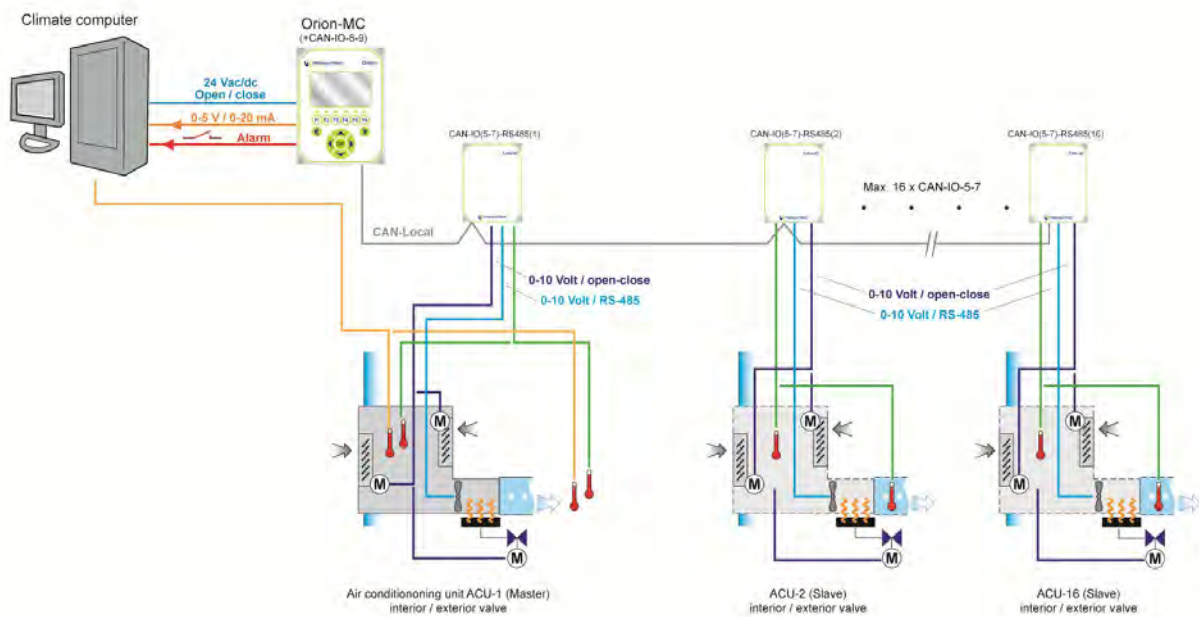 Climate computer
Orion-MC
(+CAN-IO-5-9)
24 Vac/dc
Open / close
0-5 V / 0-20 mA
Alarm
CAN-IO(5-7)-RS485(1)
CAN-IO(5-7)-RS485(2)
CAN-IO(5-7)-RS485(16)
Max. 16 x CAN-IO-5-7
CAN-Local
0-10 Volt / open-close
0-10 Volt / RS-485
0-10 Volt / open-close
0-10 Volt / RS-485
M
M
M
M
M
M
M
M
M
Air conditiononing unit ACU-1 (Master)
interior / exterior valve
ACU-2 (Slave)
interior / exterior valve
ACU-16 (Slave)
interior / exterior valve